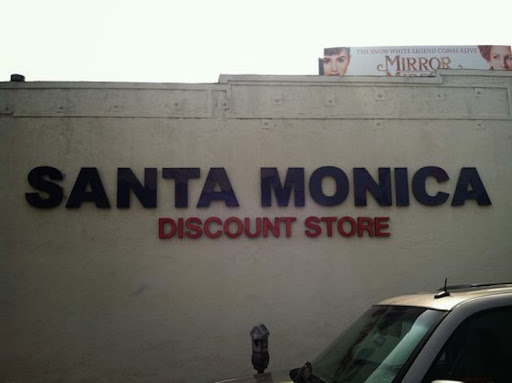 THE SNOW WHITE LEGEND COMES ALIVE
MIRROR
SANTA MONICA
DISCOUNT STORE